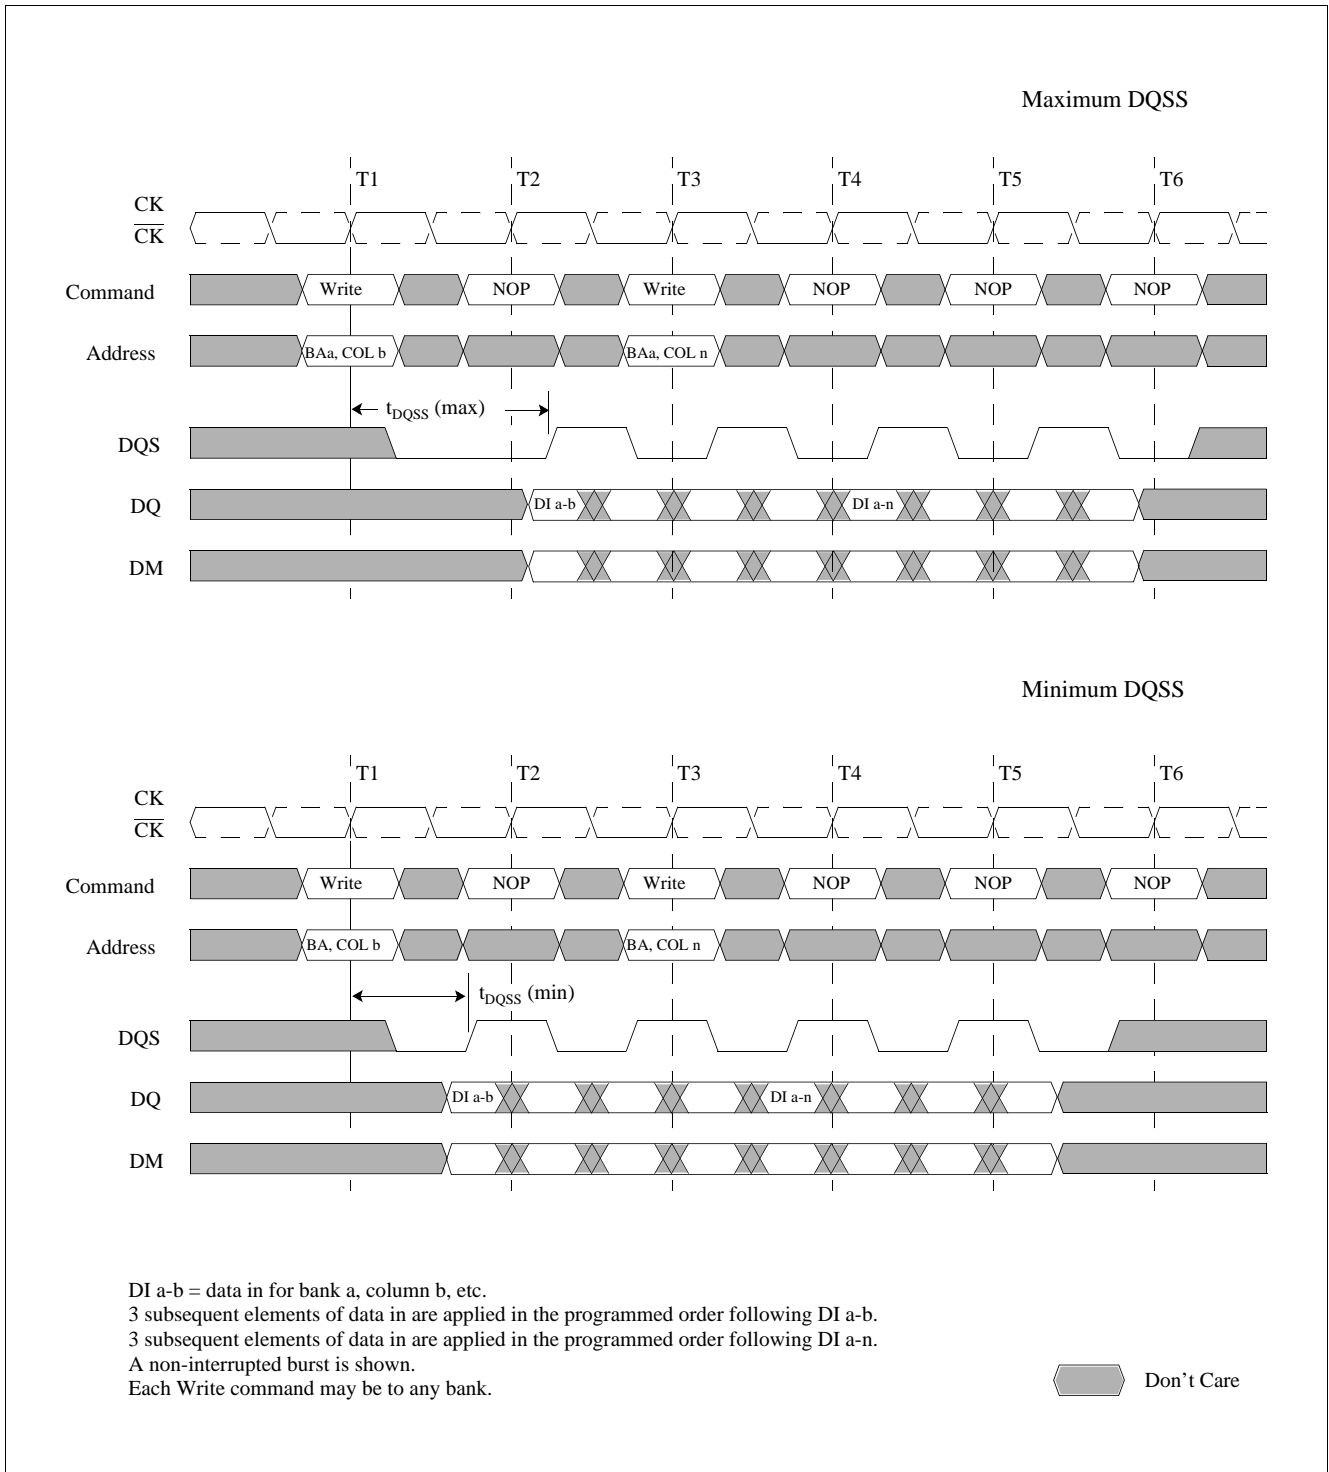 Maximum DQSS
T1 T2 T3 T4 T5 T6
CK
CK
Command Write NOP Write NOP NOP NOP
Address BAa, COL b BAa, COL n
tDQSS (max)
DQS
DQ DI a-b DI a-n
DM
Minimum DQSS
T1 T2 T3 T4 T5 T6
CK
CK
Command Write NOP Write NOP NOP NOP
Address BA, COL b BA, COL n
tDQSS (min)
DQS
DQ DI a-b DI a-n
DM
DI a-b = data in for bank a, column b, etc.
3 subsequent elements of data in are applied in the programmed order following DI a-b.
3 subsequent elements of data in are applied in the programmed order following DI a-n.
A non-interrupted burst is shown.
Each Write command may be to any bank.
Don't Care